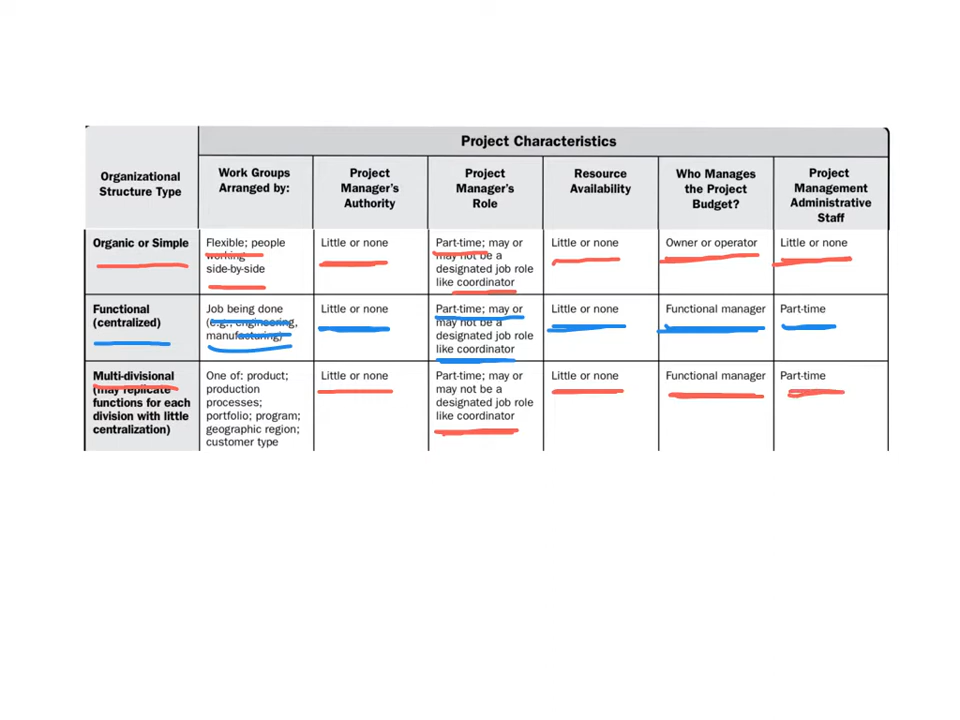 Project Characteristics
Organizational
Structure Type
Work Groups
Arranged by:
Project
Manager's
Authority
Project
Manager's
Role
Resource
Availability
Who Manages
the Project
Budget?
Project
Management
Administrative
Staff
Organic or Simple
Flexible; people
working
side-by-side
Little or none
Part-time; may or
may not be a
designated job role
like coordinator
Little or none
Owner or operator
Little or none
Functional
(centralized)
Job being done
(e.g., engineering,
manufacturing)
Little or none
Part-time; may or
may not be a
designated job role
like coordinator
Little or none
Functional manager
Part-time
Multi-divisional
(may replicate
functions for each
division with little
centralization)
One of: product;
production
processes;
portfolio; program;
geographic region;
customer type
Little or none
Part-time; may or
may not be a
designated job role
like coordinator
Little or none
Functional manager
Part-time